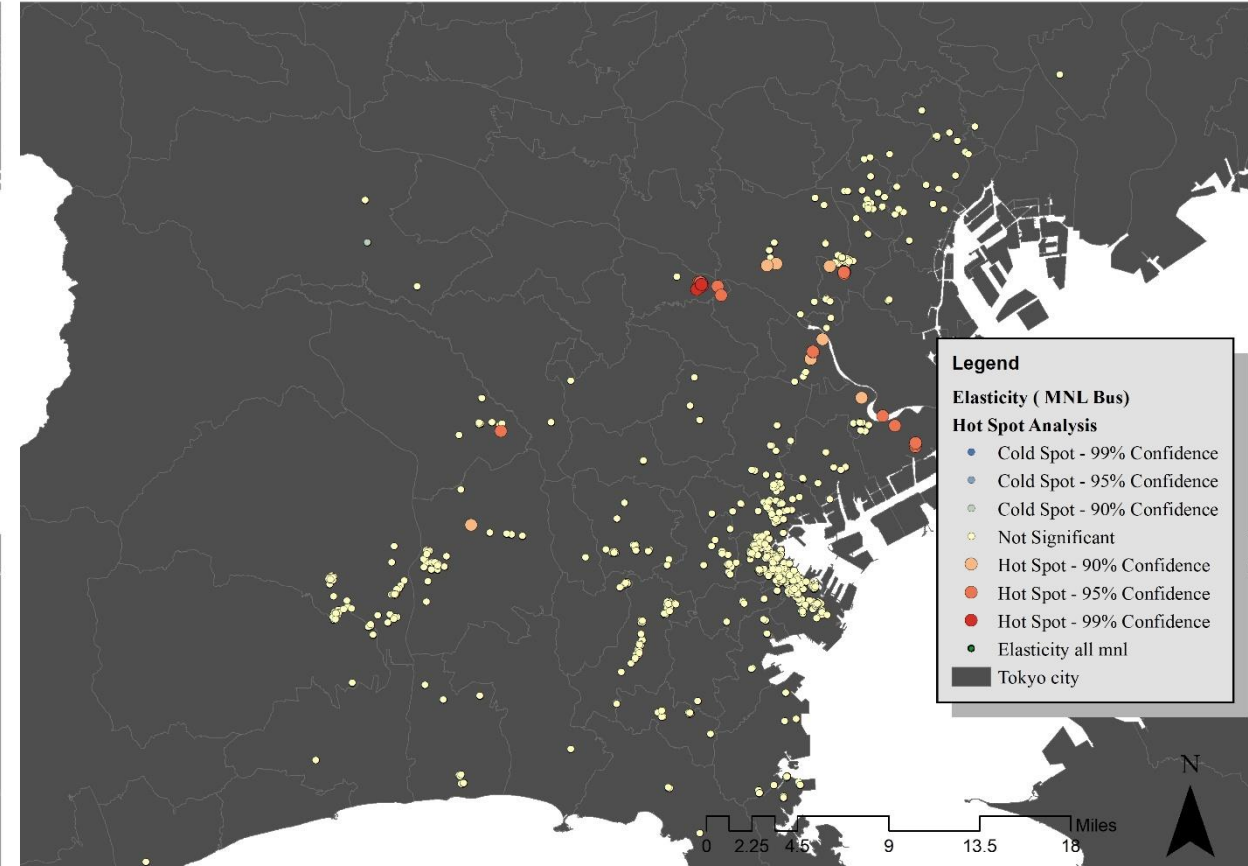 Legend
Elasticity ( MNL Bus)
Hot Spot Analysis
Cold Spot - 99% Confidence
Cold Spot - 95% Confidence
Cold Spot - 90% Confidence
Not Significant
Hot Spot - 90% Confidence
Hot Spot - 95% Confidence
Hot Spot - 99% Confidence
Elasticity all mnl
Tokyo city
N
Miles
0 2.25 4.5 9 13.5 18